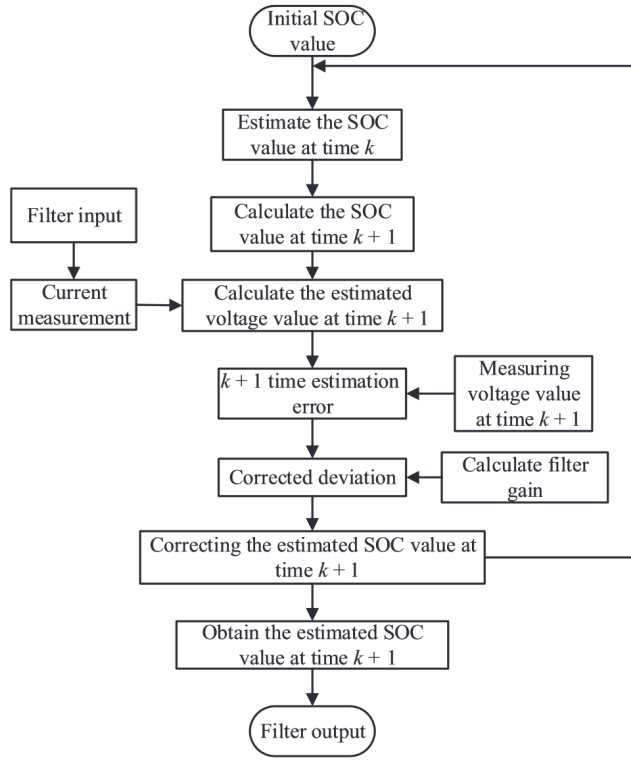 Initial SOC
value
Estimate the SOC
value at time k
Calculate the SOC
value at time k + 1
Filter input
Current
measurement
Calculate the estimated
voltage value at time k + 1
k + 1 time estimation
error
Measuring
voltage value
at time k + 1
Corrected deviation
Calculate filter
gain
Correcting the estimated SOC value at
time k + 1
Obtain the estimated SOC
value at time k + 1
Filter output